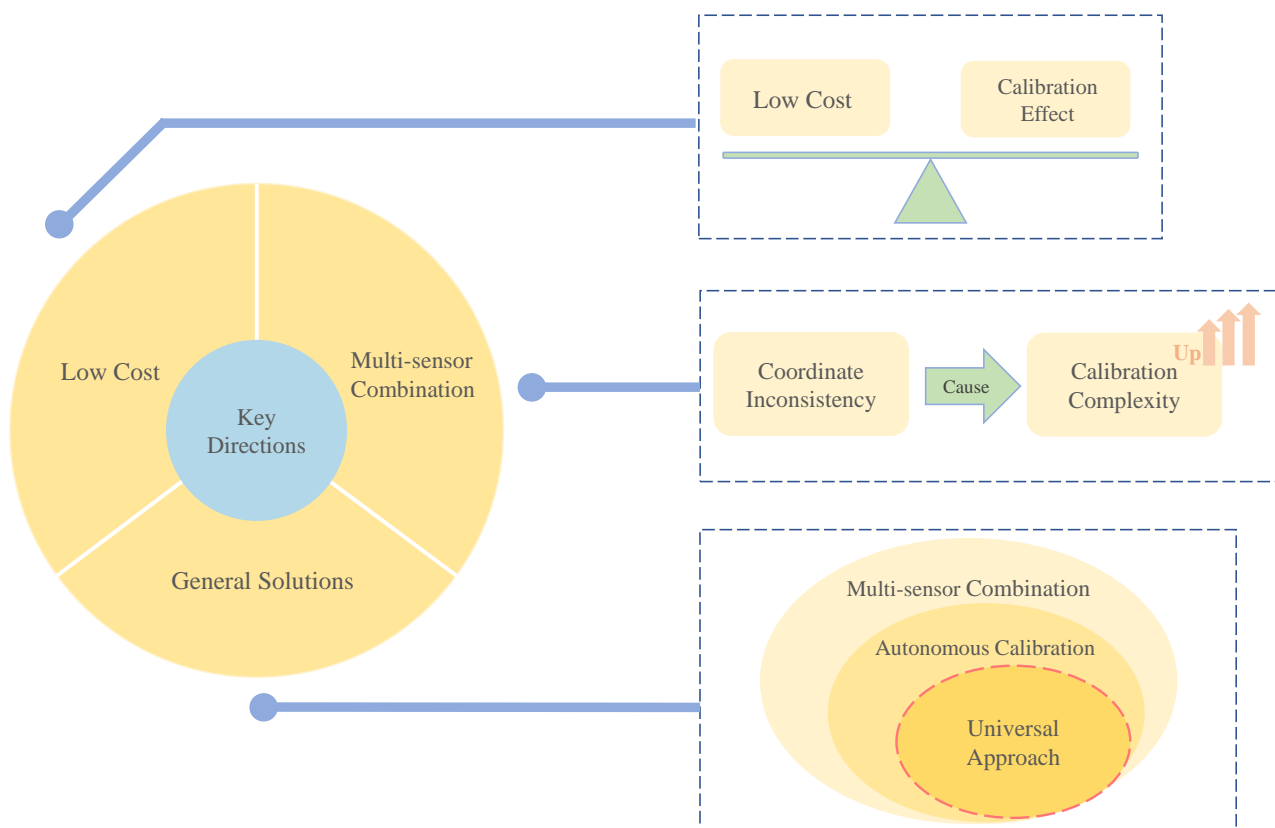 Low Cost
Calibration
Effect
Low Cost
Multi-sensor
Combination
Key
Directions
General Solutions
Coordinate
Inconsistency
Cause
Up
Calibration
Complexity
Multi-sensor Combination
Autonomous Calibration
Universal
Approach